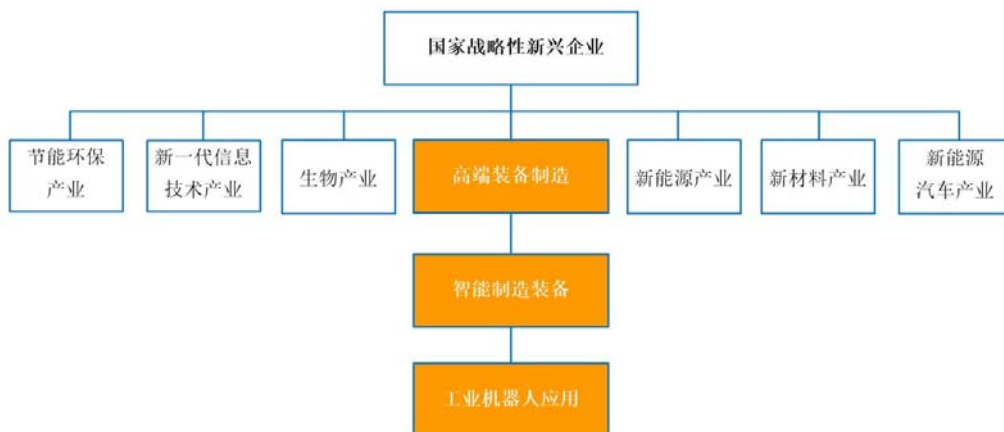 国家战略性新兴企业
节能环保
产业
新一代信息
技术产业
生物产业
高端装备制造
新能源产业
新材料产业
新能源
汽车产业
智能制造装备
工业机器人应用